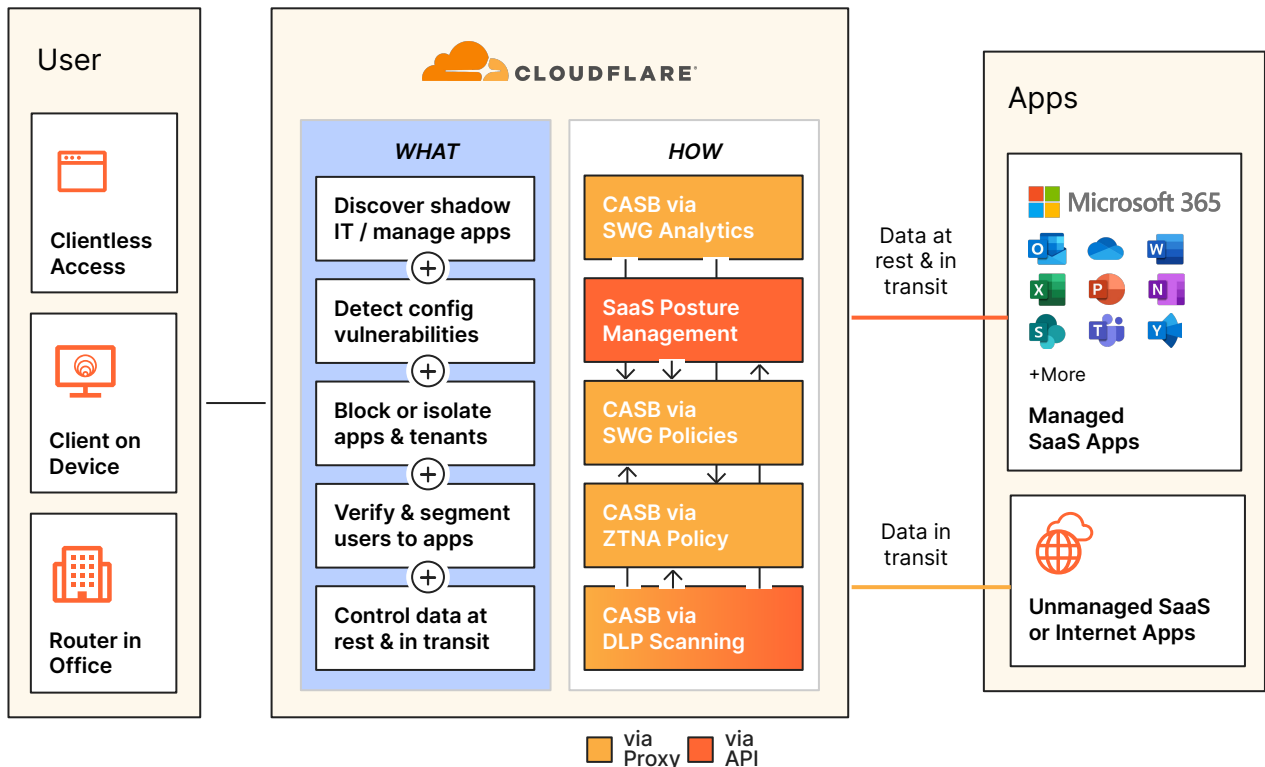 User
Clientless
Access
Client on
Device
Router in
Office
CLOUDFLARE
WHAT
Discover shadow
IT / manage apps
+
Detect config
vulnerabilities
+
Block or isolate
apps & tenants
+
Verify & segment
users to apps
+
Control data at
rest & in transit
HOW
CASB via
SWG Analytics
SaaS Posture
Management
CASB via
SWG Policies
CASB via
ZTNA Policy
CASB via
DLP Scanning
Data at
rest & in
transit
Data in
transit
Apps
Microsoft 365
O
W
X
P
N
S
T
Y
+More
Managed
SaaS Apps
Unmanaged SaaS
or Internet Apps
via
Proxy
via
API